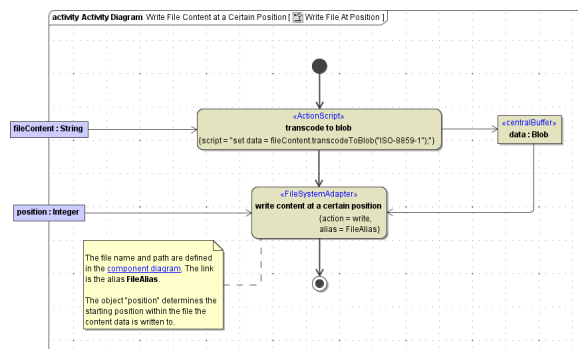 activity Activity Diagram Write File Content at a Certain Position [ Write File At Position ]
«ActionScript»
transcode to blob
{script = "set data = fileContent.transcodeToBlob("ISO-8859-1");"}
fileContent : String
«centralBuffer»
data : Blob
«FileSystemAdapter»
write content at a certain position
{action = write,
alias = FileAlias}
position : Integer
The file name and path are defined
in the component diagram. The link
is the alias FileAlias.
The object "position" determines the
starting position within the file the
content data is written to.